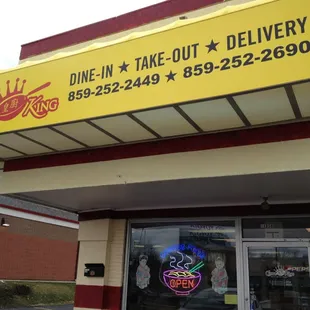 DINE-IN ★ TAKE-OUT ★ DELIVERY
859-252-2449 ★ 859-252-2690
KING
OPEN